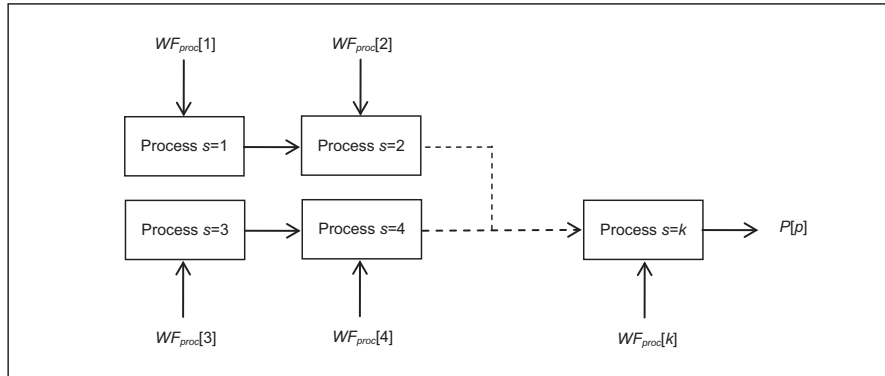 WFproc[1]
WFproc[2]
Process s=1
Process s=2
Process s=3
Process s=4
Process s=k
P[p]
WFproc[3]
WFproc[4]
WFproc[k]